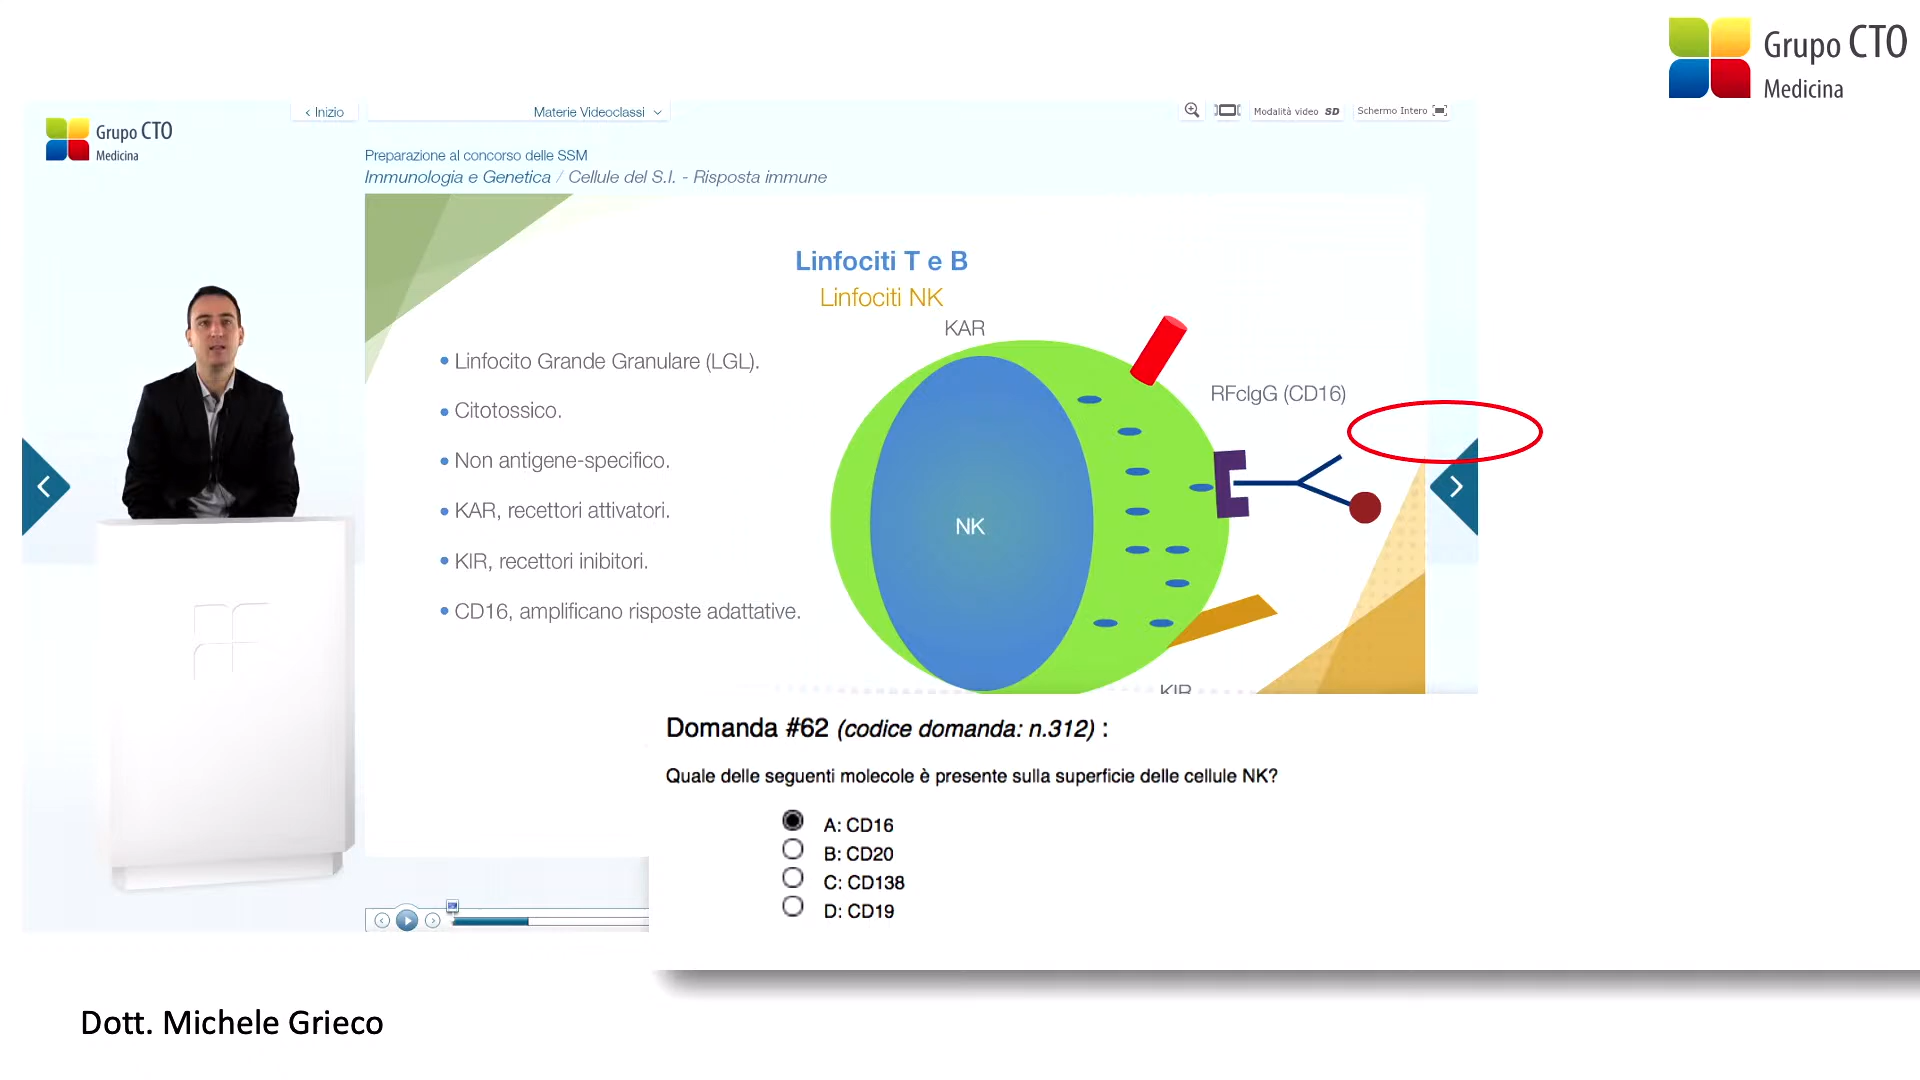 Grupo CTO
Medicina
‹ Inizio
Materie Videoclassi
Modalità video SD
Schermo Intero
Grupo CTO
Medicina
Preparazione al concorso delle SSM
Immunologia e Genetica / Cellule del S.I. - Risposta immune
Linfociti T e B
Linfociti NK
KAR
• Linfocito Grande Granulare (LGL).
RFcIgG (CD16)
• Citotossico.
• Non antigene-specifico.
• KAR, recettori attivatori.
NK
• KIR, recettori inibitori.
• CD16, amplificano risposte adattative.
KIR
Domanda #62 (codice domanda: n.312) :
Quale delle seguenti molecole è presente sulla superficie delle cellule NK?
A: CD16
B: CD20
C: CD138
D: CD19
Dott. Michele Grieco